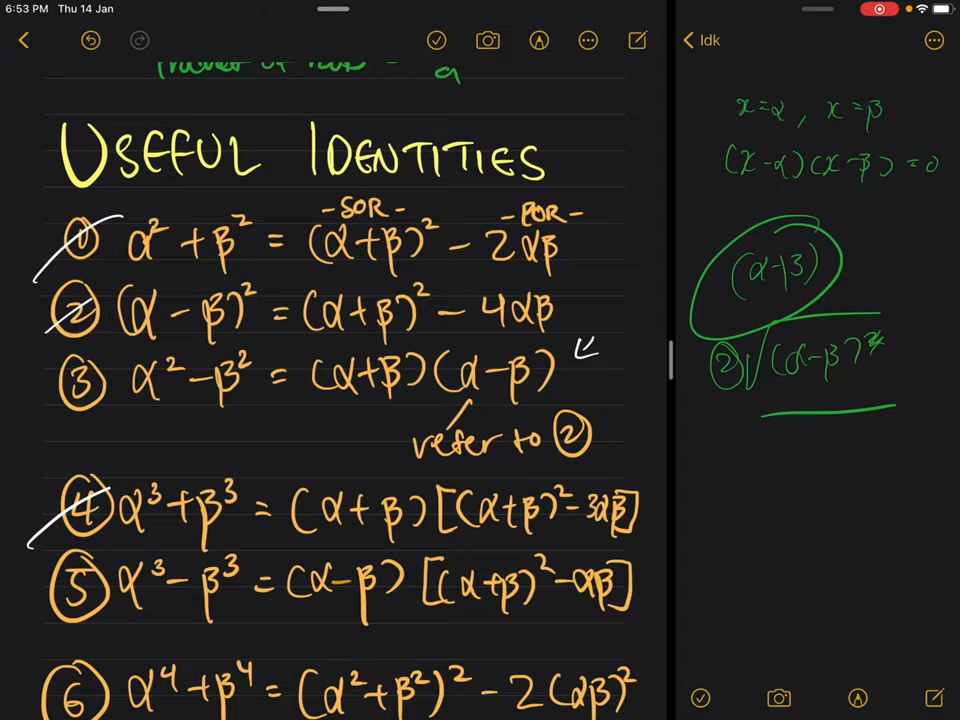 6:53 PM Thu 14 Jan
a
USEFUL IDENTITIES
-SOR- -POR-
① α² + β² = (α+β)² - 2αβ
② (α - β)² = (α+β)² - 4αβ
③ α² - β² = (α+β)(α-β)
refer to ②
④ α³ + β³ = (α+β)[(α+β)² - 3αβ]
⑤ α³ - β³ = (α-β)[(α+β)² - αβ]
⑥ α⁴ + β⁴ = (α² + β²)² - 2(αβ)²
Idk
x=α, x=β
(x-α)(x-β)=0
② √(α-β)²